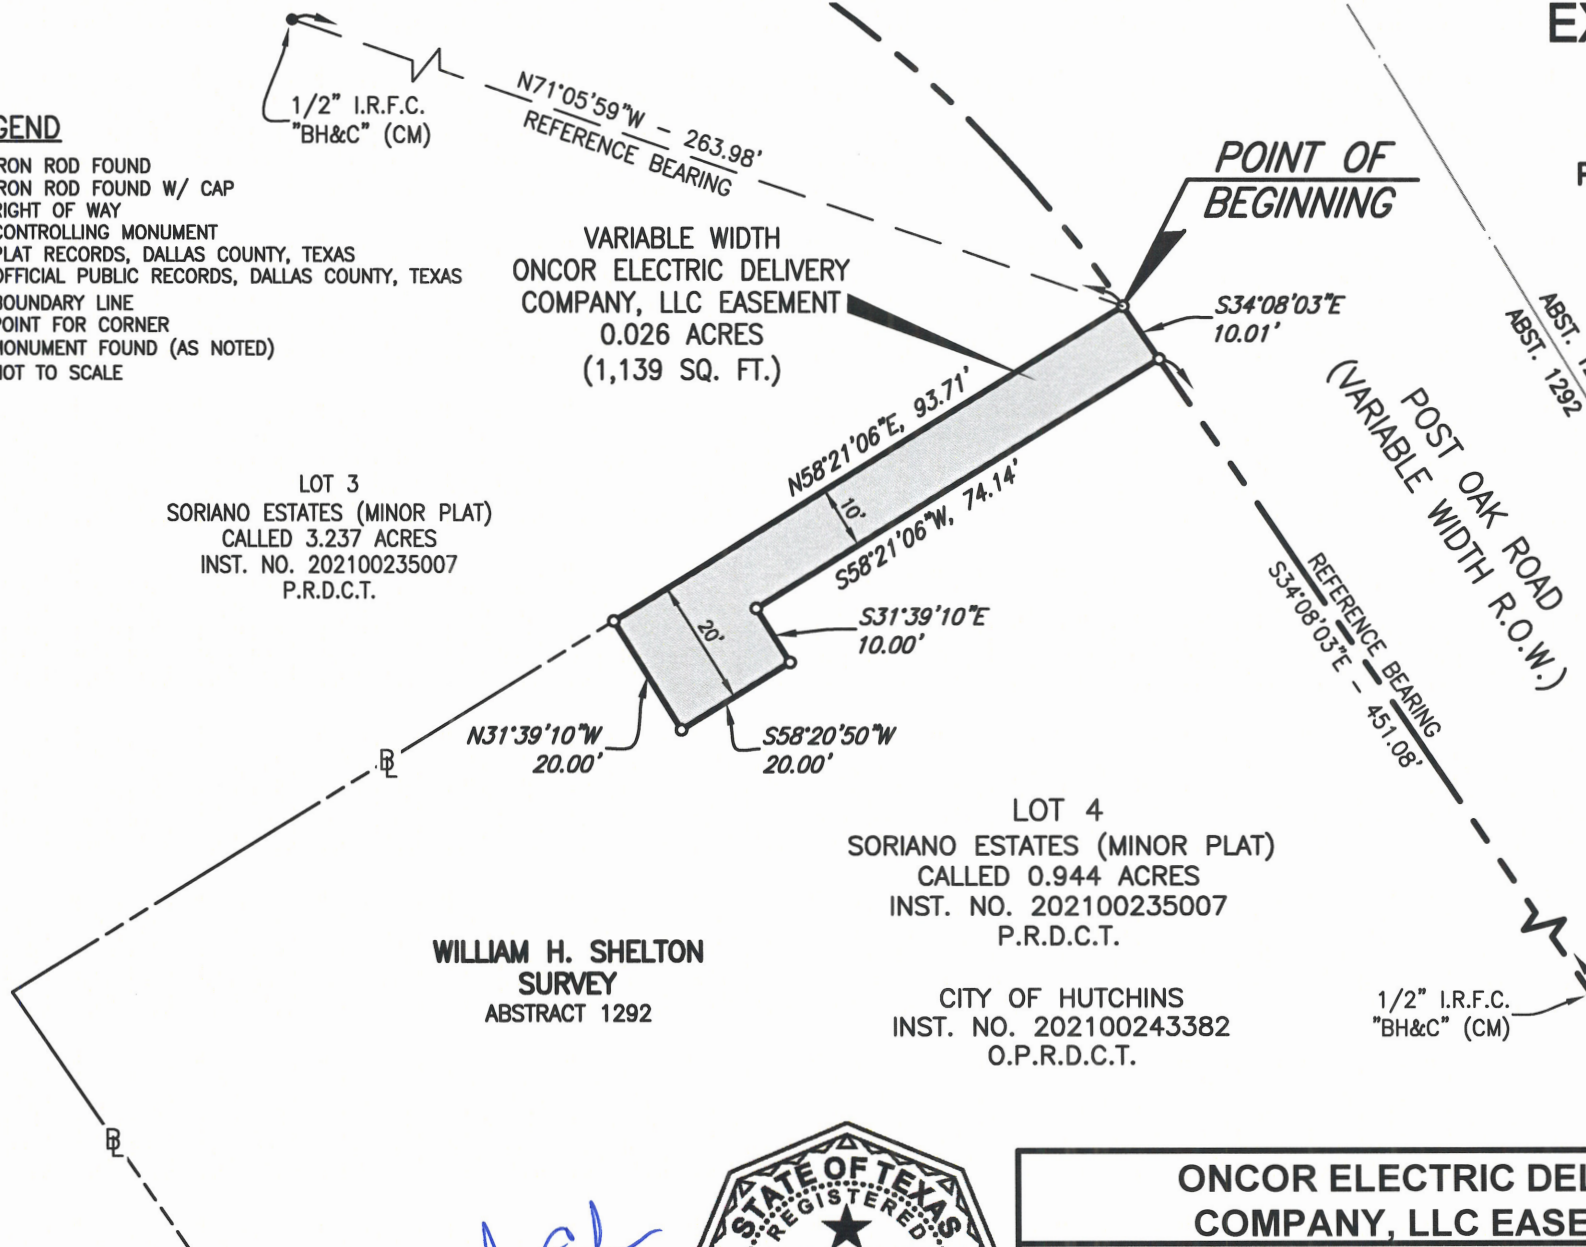 1/2" I.R.F.C.
"BH&C" (CM)
N71°05'59"W - 263.98'
REFERENCE BEARING
POINT OF
BEGINNING
IRON ROD FOUND
IRON ROD FOUND W/ CAP
RIGHT OF WAY
CONTROLLING MONUMENT
PLAT RECORDS, DALLAS COUNTY, TEXAS
OFFICIAL PUBLIC RECORDS, DALLAS COUNTY, TEXAS
BOUNDARY LINE
POINT FOR CORNER
MONUMENT FOUND (AS NOTED)
NOT TO SCALE
VARIABLE WIDTH
ONCOR ELECTRIC DELIVERY
COMPANY, LLC EASEMENT
0.026 ACRES
(1,139 SQ. FT.)
S34°08'03"E
10.01'
ABST.
ABST. 1292
POST OAK ROAD
(VARIABLE WIDTH R.O.W.)
N58°21'06"E, 93.71'
10'
S58°21'06"W, 74.14'
LOT 3
SORIANO ESTATES (MINOR PLAT)
CALLED 3.237 ACRES
INST. NO. 202100235007
P.R.D.C.T.
20'
S31°39'10"E
10.00'
REFERENCE BEARING
S34°08'03"E - 451.08'
N31°39'10"W
20.00'
S58°20'50"W
20.00'
BL
LOT 4
SORIANO ESTATES (MINOR PLAT)
CALLED 0.944 ACRES
INST. NO. 202100235007
P.R.D.C.T.
WILLIAM H. SHELTON
SURVEY
ABSTRACT 1292
CITY OF HUTCHINS
INST. NO. 202100243382
O.P.R.D.C.T.
1/2" I.R.F.C.
"BH&C" (CM)
BL
STATE OF TEXAS
REGISTERED
ONCOR ELECTRIC DEL
COMPANY, LLC EASE